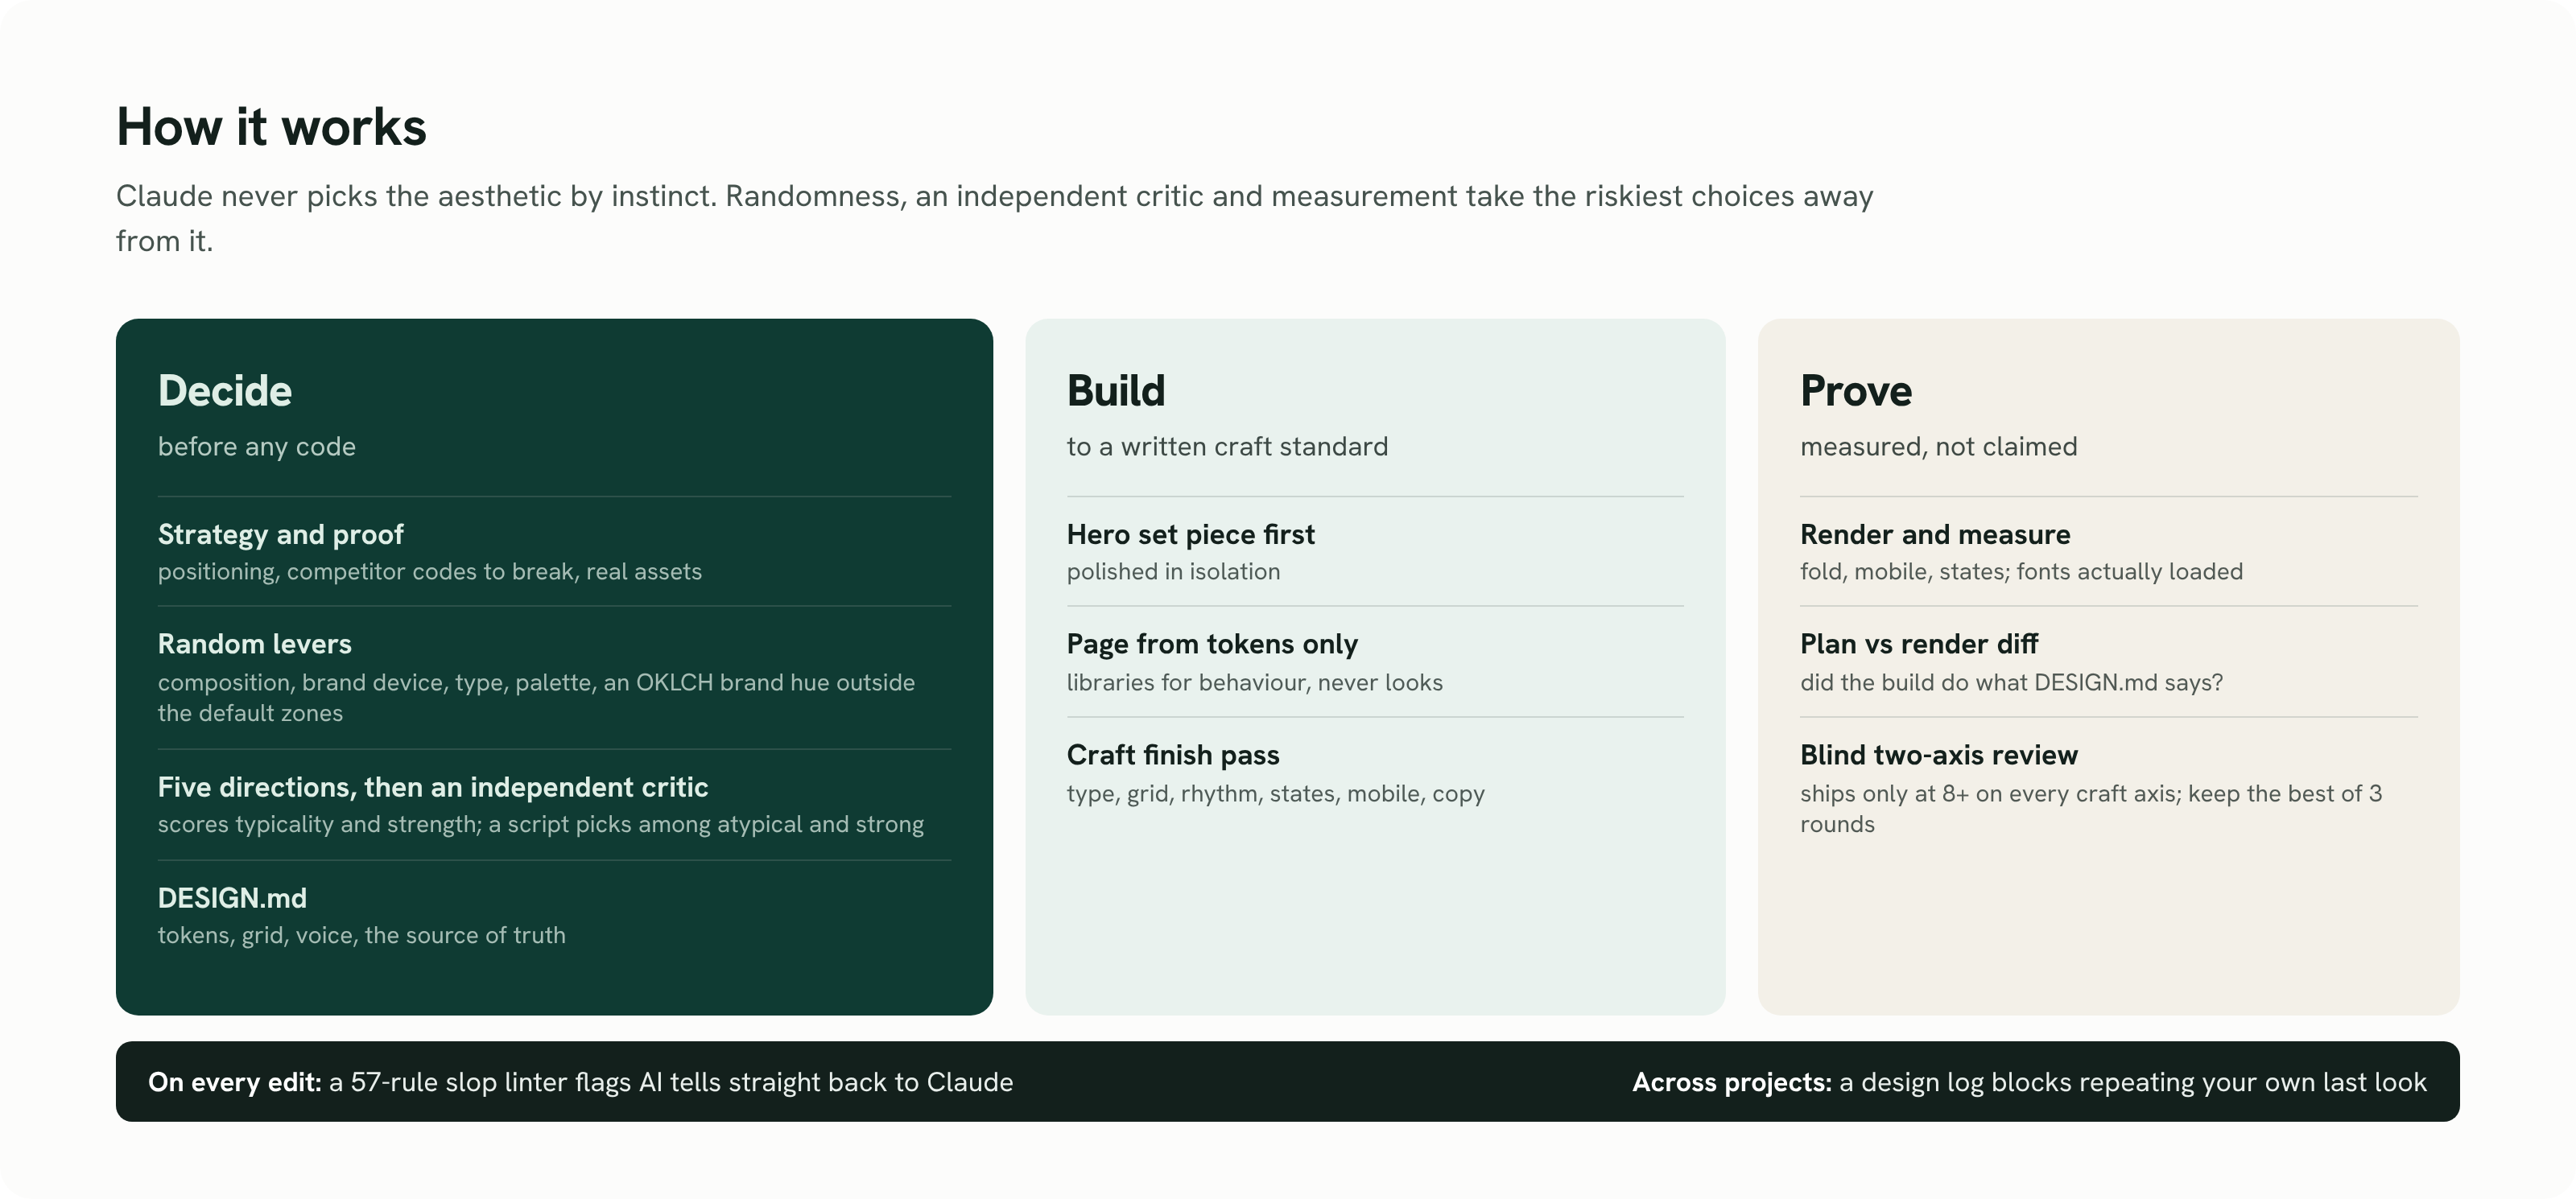 How it works
Claude never picks the aesthetic by instinct. Randomness, an independent critic and measurement take the riskiest choices away
from it.
Decide
before any code
Strategy and proof
positioning, competitor codes to break, real assets
Random levers
composition, brand device, type, palette, an OKLCH brand hue outside
the default zones
Five directions, then an independent critic
scores typicality and strength; a script picks among atypical and strong
DESIGN.md
tokens, grid, voice, the source of truth
Build
to a written craft standard
Hero set piece first
polished in isolation
Page from tokens only
libraries for behaviour, never looks
Craft finish pass
type, grid, rhythm, states, mobile, copy
Prove
measured, not claimed
Render and measure
fold, mobile, states; fonts actually loaded
Plan vs render diff
did the build do what DESIGN.md says?
Blind two-axis review
ships only at 8+ on every craft axis; keep the best of 3
rounds
On every edit: a 57-rule slop linter flags AI tells straight back to Claude
Across projects: a design log blocks repeating your own last look